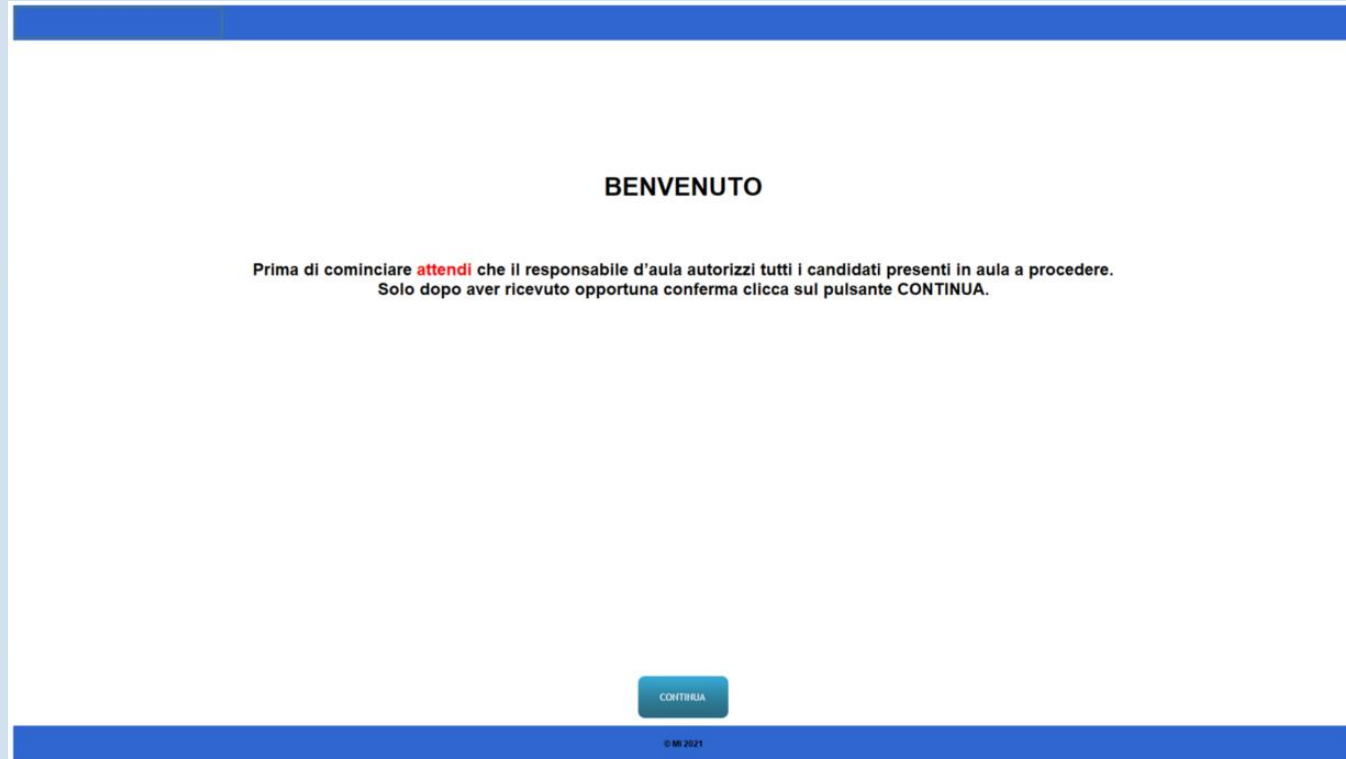 BENVENUTO
Prima di cominciare attendi che il responsabile d'aula autorizzi tutti i candidati presenti in aula a procedere.
Solo dopo aver ricevuto opportuna conferma clicca sul pulsante CONTINUA.
CONTINUA
© MI 2021